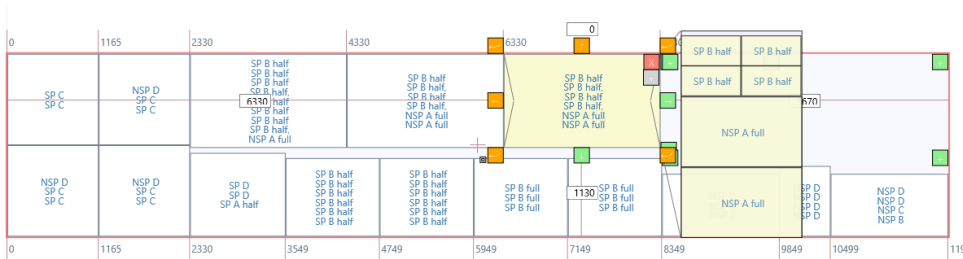 0
0
1165
2330
4330
6330
SP C
SP C
NSP D
SP C
SP C
SP B half
SP B half
SP B half
SP B half,
SP B half
SP B half
SP B half,
NSP A full
6330
SP B half
SP B half,
SP B half
SP B half,
NSP A full
NSP A full
SP B half
SP B half,
SP B half
SP B half,
NSP A full
NSP A full
X
SP B half
SP B half
SP B half
SP B half
NSP A full
NSP A full
670
NSP D
SP C
SP C
NSP D
SP C
SP C
SP D
SP D
SP A half
SP B half
SP B half
SP B half
SP B half
SP B half
SP B half
SP B half
SP B half
SP B half
SP B half
SP B half
SP B half
SP B full
SP B full
SP B full
1130
SP B full
SP B full
SP B full
SP D
SP D
SP D
SP D
NSP D
NSP D
NSP C
NSP B
0
1165
2330
3549
4749
5949
7149
8349
9849
10499